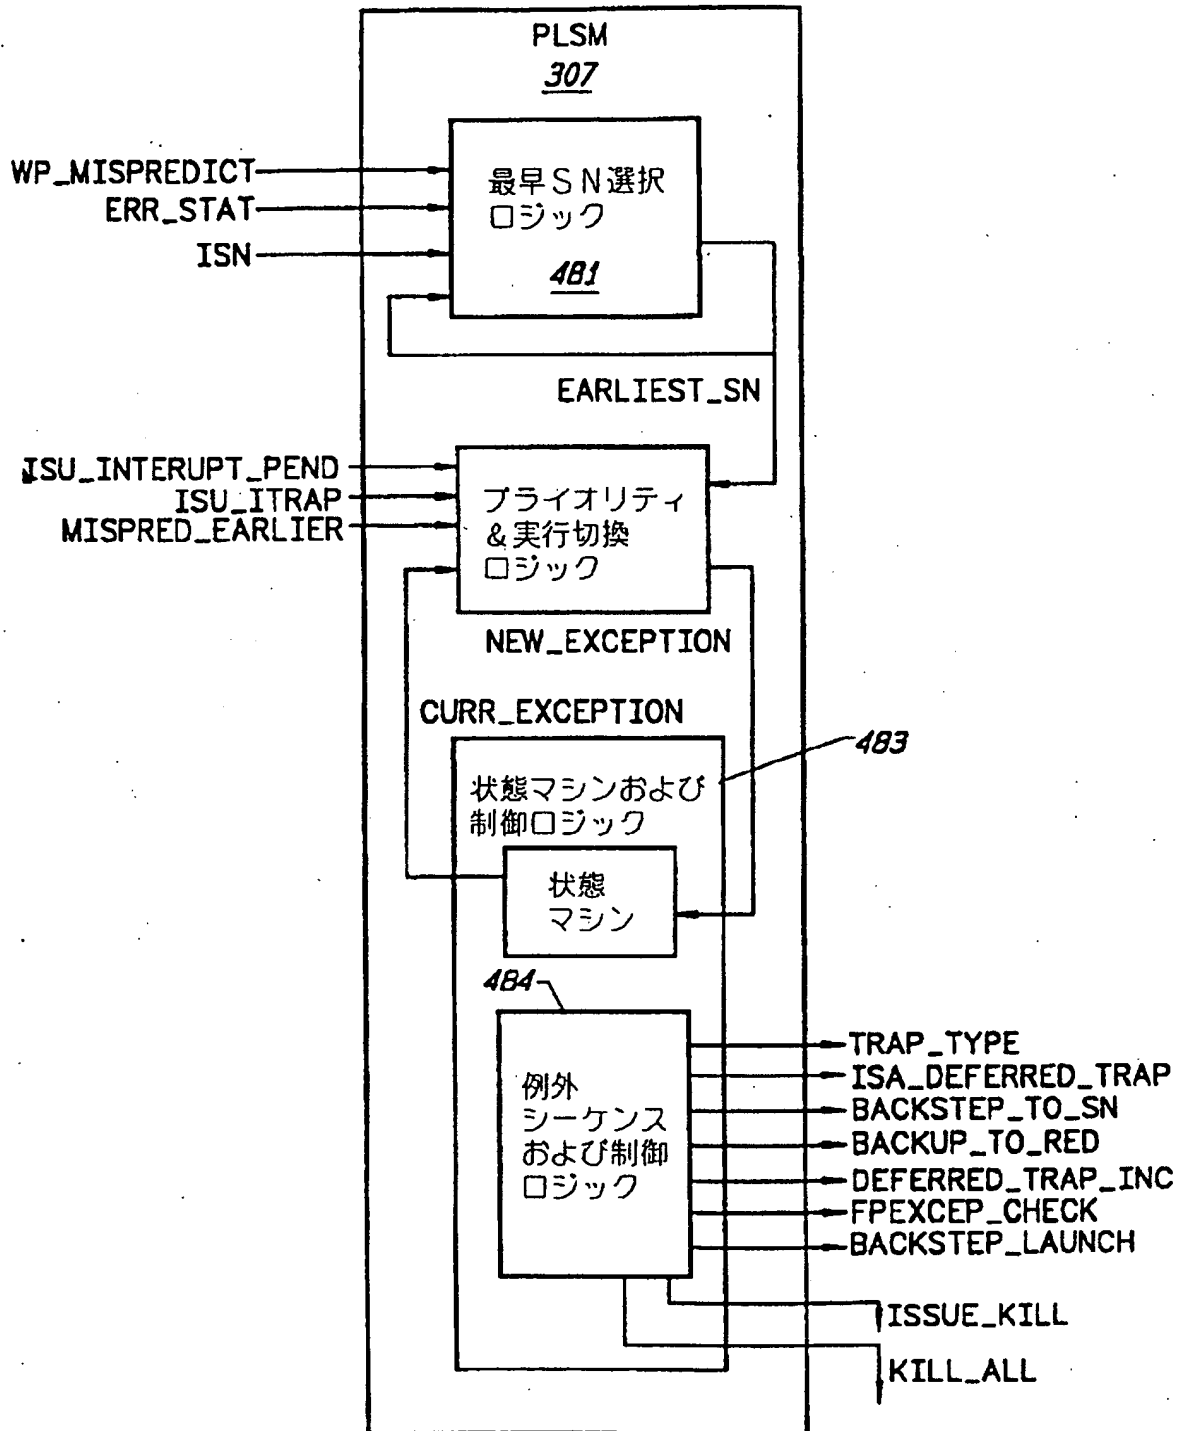 PLSM
307
WP_MISPREDICT
ERR_STAT
ISN
最早SN選択
ロジック
481
EARLIEST_SN
ISU_INTERUPT_PEND
ISU_ITRAP
MISPRED_EARLIER
プライオリティ
&実行切換
ロジック
NEW_EXCEPTION
CURR_EXCEPTION
483
状態マシンおよび
制御ロジック
状態
マシン
484
例外
シーケンス
および制御
ロジック
TRAP_TYPE
ISA_DEFERRED_TRAP
BACKSTEP_TO_SN
BACKUP_TO_RED
DEFERRED_TRAP_INC
FPEXCEP_CHECK
BACKSTEP_LAUNCH
ISSUE_KILL
KILL_ALL